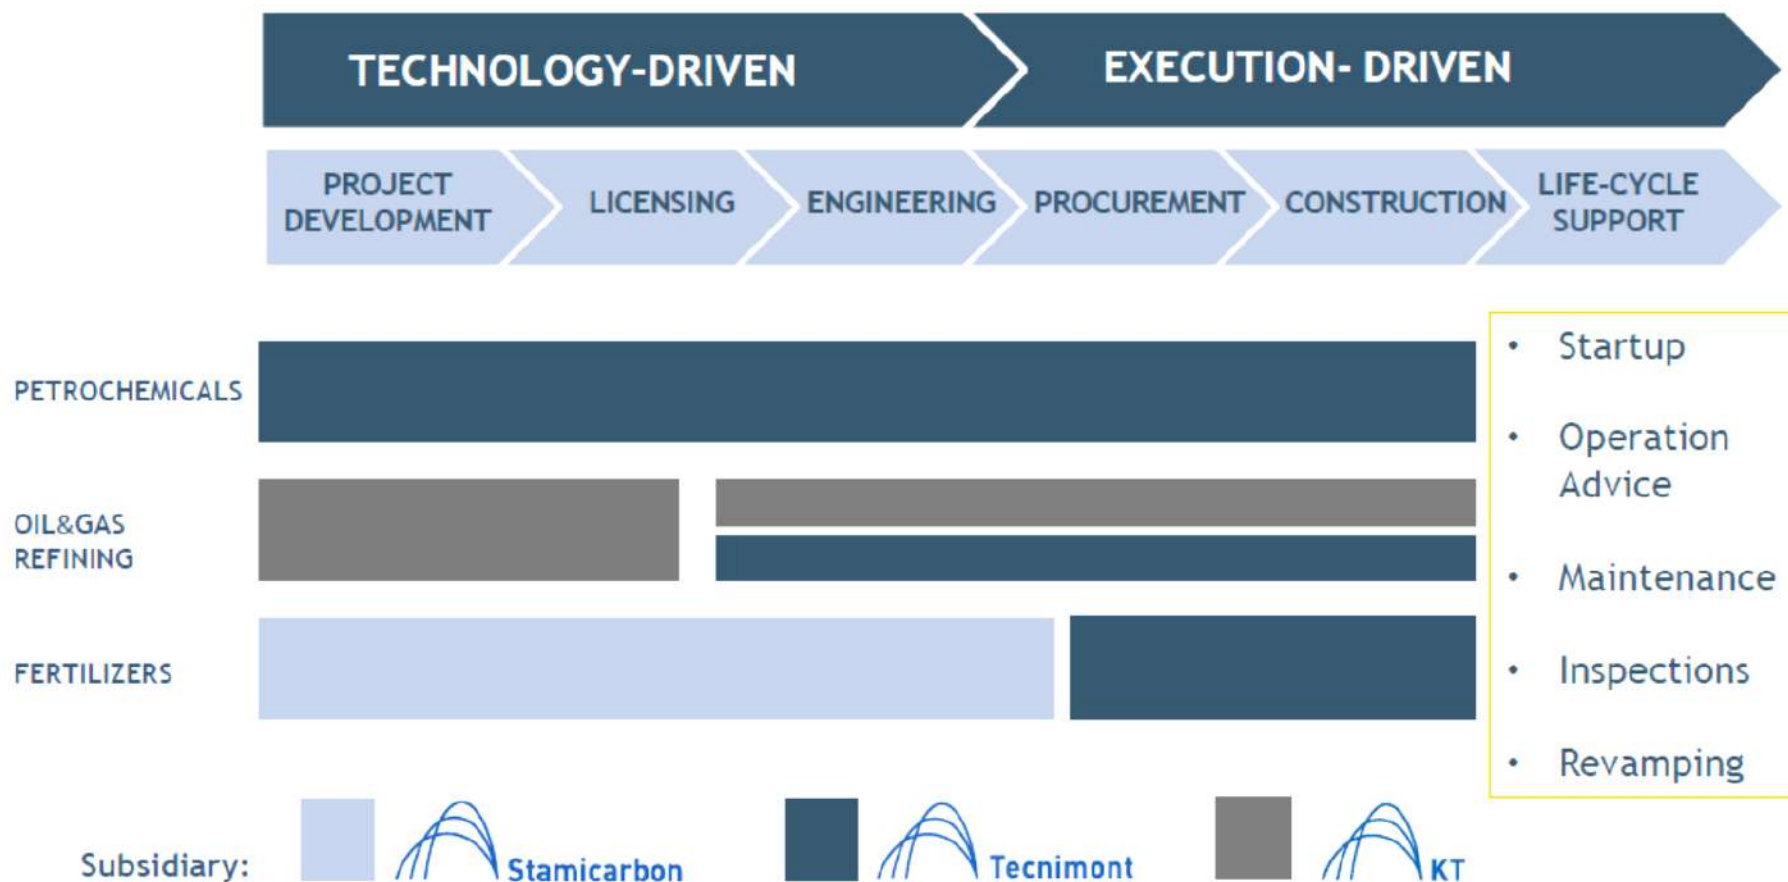 TECHNOLOGY-DRIVEN
EXECUTION- DRIVEN
PROJECT
DEVELOPMENT
LICENSING
ENGINEERING
PROCUREMENT
CONSTRUCTION
LIFE-CYCLE
SUPPORT
PETROCHEMICALS
OIL&GAS
REFINING
FERTILIZERS
• Startup
• Operation
Advice
• Maintenance
• Inspections
• Revamping
Subsidiary:
Stamicarbon
Tecnimont
KT